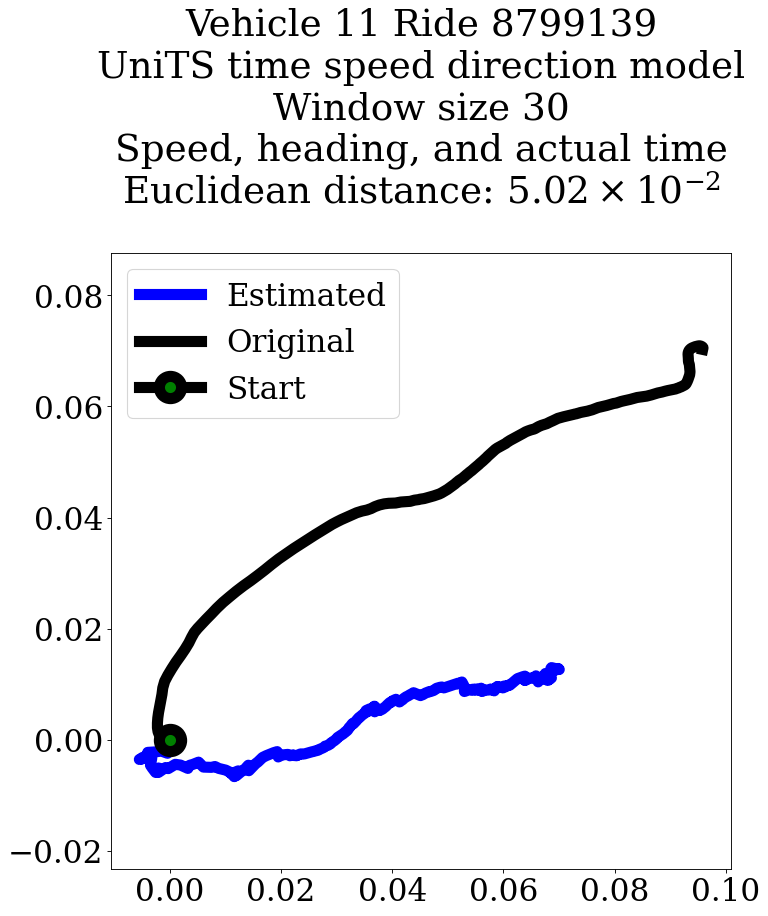 Vehicle 11 Ride 8799139
UniTS time speed direction model
Window size 30
Speed, heading, and actual time
Euclidean distance: 5.02 × 10⁻²
Estimated
Original
Start
0.08
0.06
0.04
0.02
0.00
−0.02
0.00 0.02 0.04 0.06 0.08 0.10